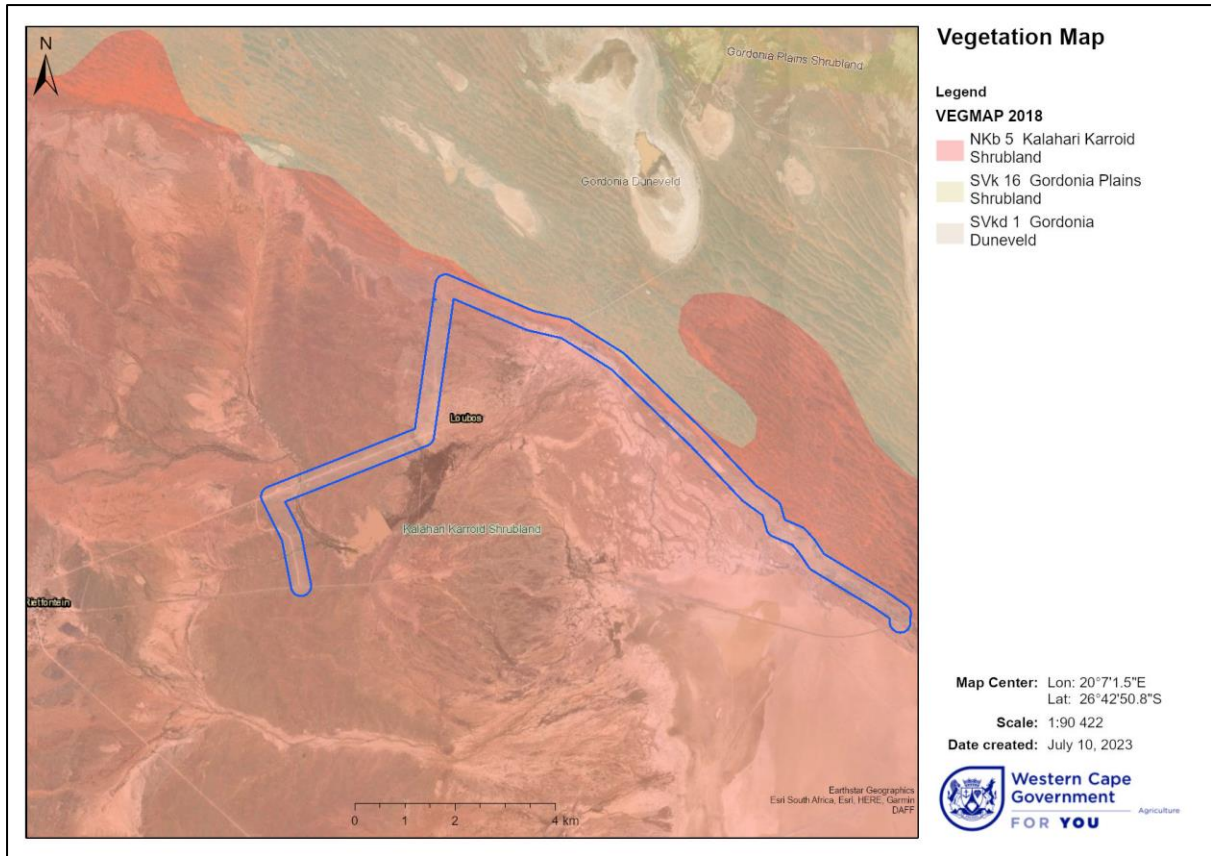 N
Gordonia Plains Shrubland
Gordonia Duneveld
Loubos
Kalahari Karroid Shrubland
Rietfontein
0 1 2 4 km
Earthstar Geographics
Esri South Africa, Esri, HERE, Garmin
DAFF
Vegetation Map
Legend
VEGMAP 2018
NKb 5 Kalahari Karroid
Shrubland
SVk 16 Gordonia Plains
Shrubland
SVkd 1 Gordonia
Duneveld
Map Center: Lon: 20°7'1.5"E
Lat: 26°42'50.8"S
Scale: 1:90 422
Date created: July 10, 2023
Western Cape
Government
Agriculture
FOR YOU